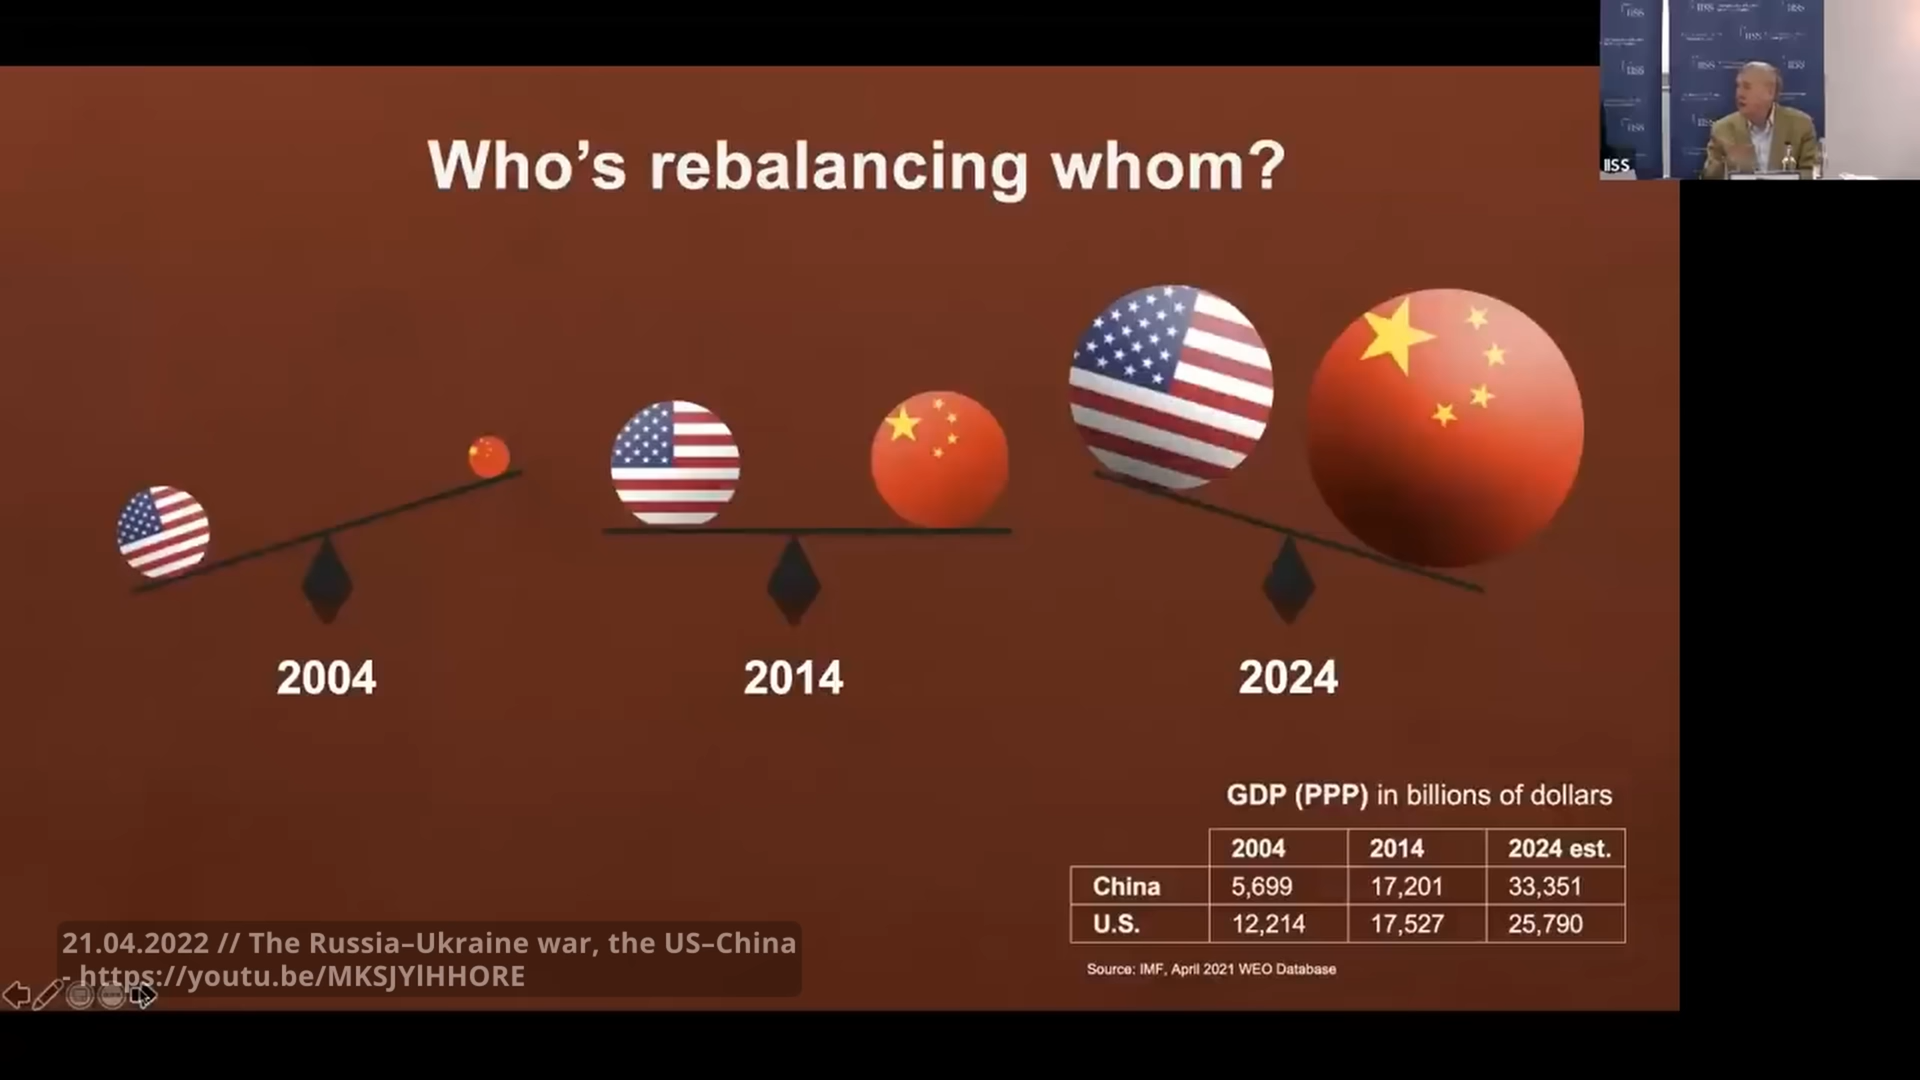 Who’s rebalancing whom?
IISS
2004
2014
2024
GDP (PPP) in billions of dollars
2004 2014 2024 est.
China 5,699 17,201 33,351
U.S. 12,214 17,527 25,790
Source: IMF, April 2021 WEO Database
21.04.2022 // The Russia–Ukraine war, the US–China
- https://youtu.be/MKSJYlHHORE